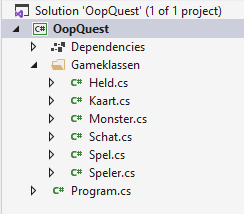 Solution 'OopQuest' (1 of 1 project)
C# OopQuest
Dependencies
Gameklassen
C# Held.cs
C# Kaart.cs
C# Monster.cs
C# Schat.cs
C# Spel.cs
C# Speler.cs
C# Program.cs